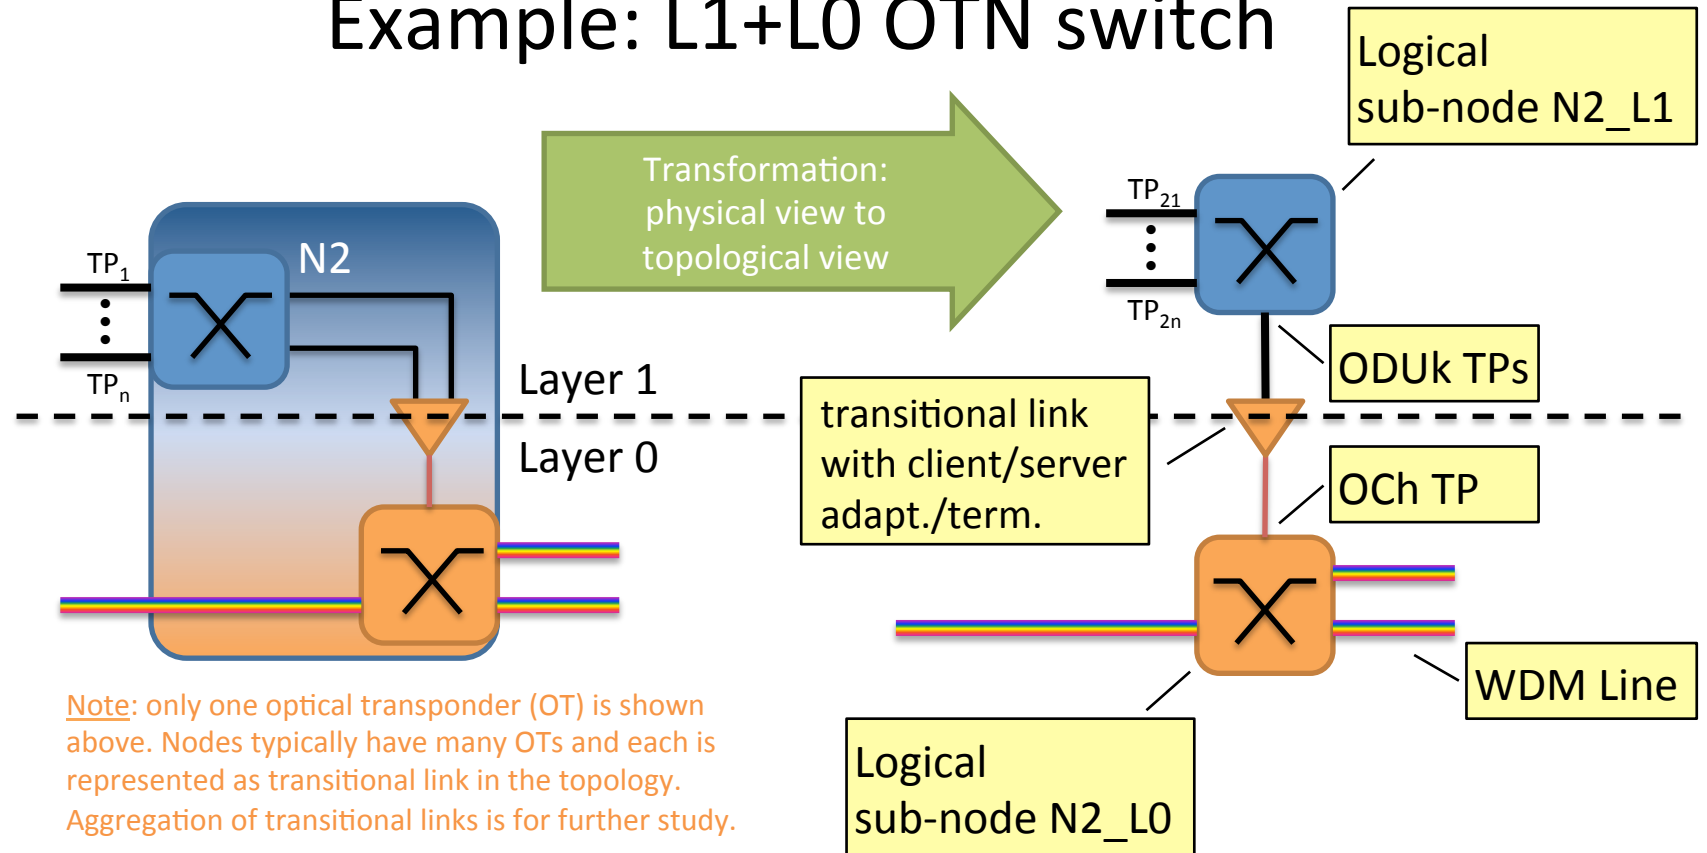 Example: L1+L0 OTN switch
Logical
sub-node N2_L1
Transformation:
physical view to
topological view
N2
TP1
TPn
Layer 1
Layer 0
TP21
TP2n
ODUk TPs
transitional link
with client/server
adapt./term.
OCh TP
WDM Line
Logical
sub-node N2_L0
Note: only one optical transponder (OT) is shown
above. Nodes typically have many OTs and each is
represented as transitional link in the topology.
Aggregation of transitional links is for further study.